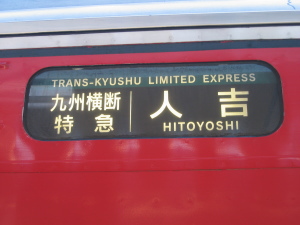 TRANS-KYUSHU LIMITED EXPRESS
九州横断
特急
人吉
HITOYOSHI